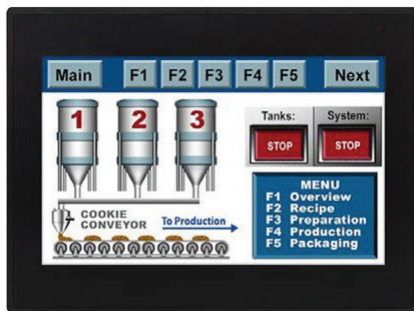 Main F1 F2 F3 F4 F5 Next
1 2 3
Tanks: System:
STOP STOP
COOKIE
CONVEYOR
To Production
MENU
F1 Overview
F2 Recipe
F3 Preparation
F4 Production
F5 Packaging